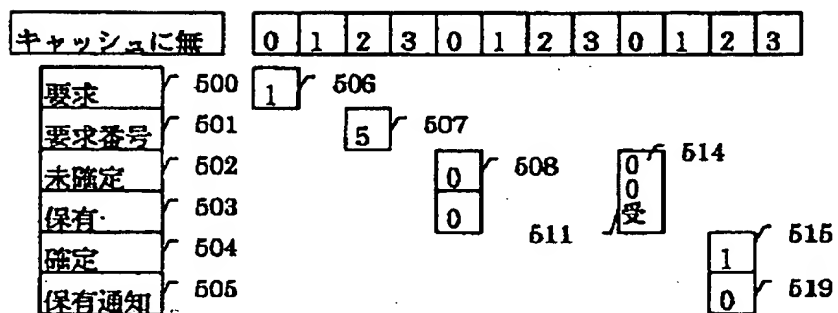 キャッシュに無 0 1 2 3 0 1 2 3 0 1 2 3
要求 500 1 506
要求番号 501 5 507
未確定 502 0 508 0 514
0
保有 503 0 511 受
確定 504 1 515
保有通知 505 0 519